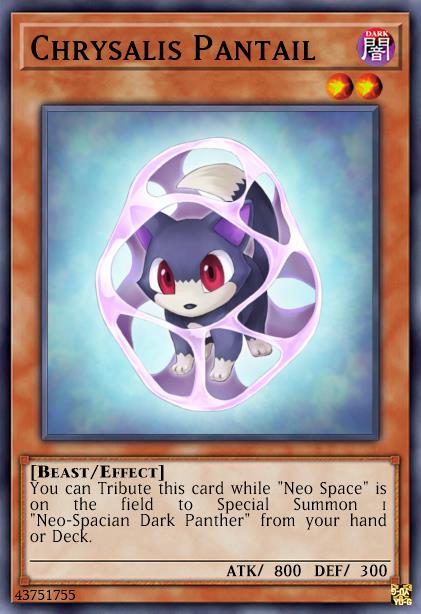 CHRYSALIS PANTAIL
DARK
闇
[BEAST/EFFECT]
You can Tribute this card while "Neo Space" is
on the field to Special Summon 1
"Neo-Spacian Dark Panther" from your hand
or Deck.
ATK/ 800 DEF/ 300
43751755